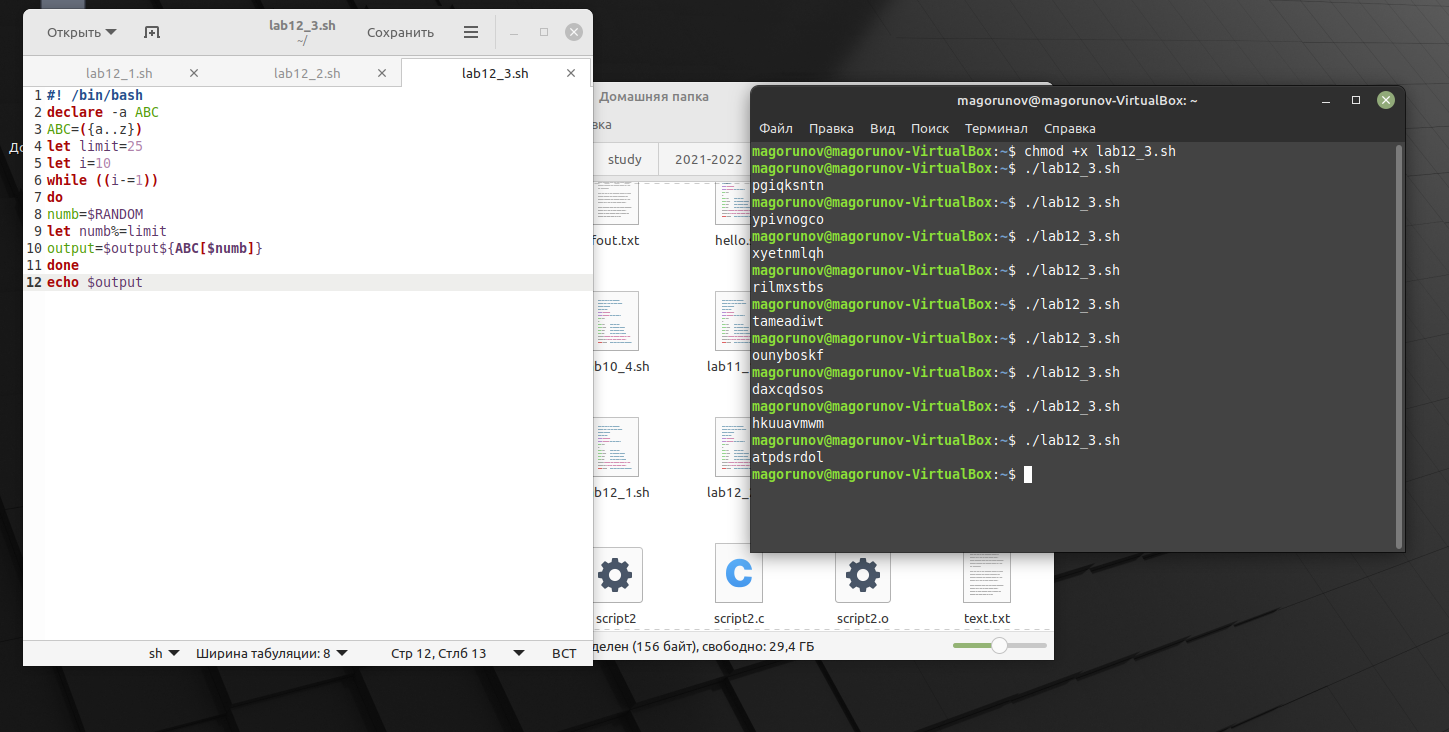 Открыть
lab12_3.sh
~/
Сохранить
lab12_1.sh
lab12_2.sh
lab12_3.sh
1 #! /bin/bash
2 declare -a ABC
3 ABC=({a..z})
4 let limit=25
5 let i=10
6 while ((i-=1))
7 do
8 numb=$RANDOM
9 let numb%=limit
10 output=$output${ABC[$numb]}
11 done
12 echo $output
sh
Ширина табуляции: 8
Стр 12, Стлб 13
ВСТ
Домашняя папка
study
2021-2022
fout.txt
hello.
b10_4.sh
lab11_
b12_1.sh
lab12_
script2
script2.c
script2.o
text.txt
делен (156 байт), свободно: 29,4 ГБ
magorunov@magorunov-VirtualBox: ~
Файл Правка Вид Поиск Терминал Справка
magorunov@magorunov-VirtualBox:~$ chmod +x lab12_3.sh
magorunov@magorunov-VirtualBox:~$ ./lab12_3.sh
pgiqksntn
magorunov@magorunov-VirtualBox:~$ ./lab12_3.sh
ypivnogco
magorunov@magorunov-VirtualBox:~$ ./lab12_3.sh
xyetnmlqh
magorunov@magorunov-VirtualBox:~$ ./lab12_3.sh
rilmxstbs
magorunov@magorunov-VirtualBox:~$ ./lab12_3.sh
tameadiwt
magorunov@magorunov-VirtualBox:~$ ./lab12_3.sh
ounyboskf
magorunov@magorunov-VirtualBox:~$ ./lab12_3.sh
daxcqdsos
magorunov@magorunov-VirtualBox:~$ ./lab12_3.sh
hkuuavmwm
magorunov@magorunov-VirtualBox:~$ ./lab12_3.sh
atpdsrdol
magorunov@magorunov-VirtualBox:~$